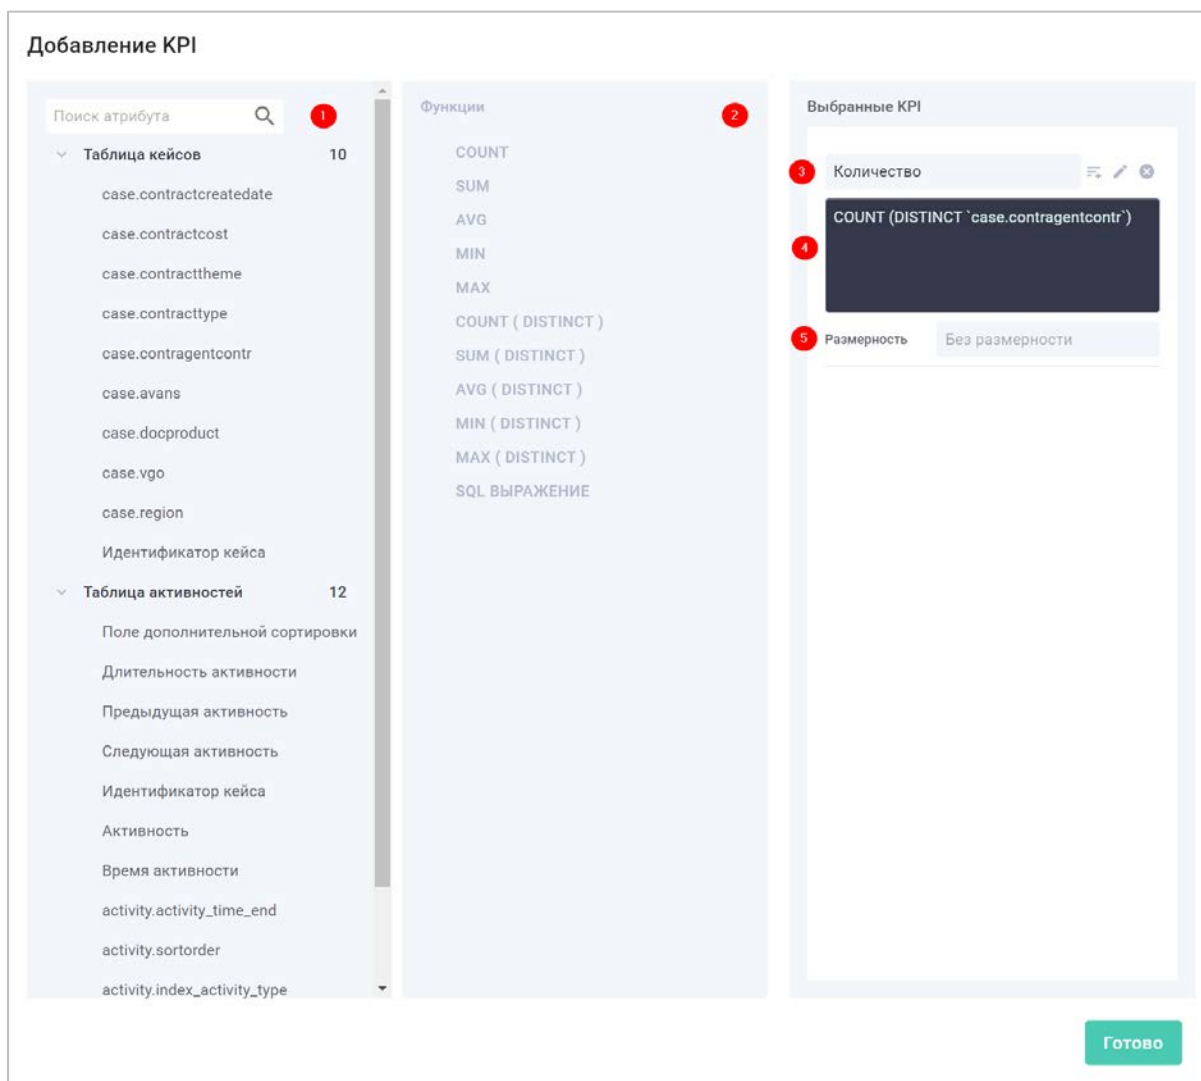 Добавление KPI
Поиск атрибута
1
Таблица кейсов 10
case.contractcreatedate
case.contractcost
case.contracttheme
case.contracttype
case.contragentcontr
case.avans
case.docproduct
case.vgo
case.region
Идентификатор кейса
Таблица активностей 12
Поле дополнительной сортировки
Длительность активности
Предыдущая активность
Следующая активность
Идентификатор кейса
Активность
Время активности
activity.activity_time_end
activity.sortorder
activity.index_activity_type
Функции
2
COUNT
SUM
AVG
MIN
MAX
COUNT ( DISTINCT )
SUM ( DISTINCT )
AVG ( DISTINCT )
MIN ( DISTINCT )
MAX ( DISTINCT )
SQL ВЫРАЖЕНИЕ
Выбранные KPI
3 Количество
COUNT (DISTINCT `case.contragentcontr`)
4
5 Размерность Без размерности
Готово